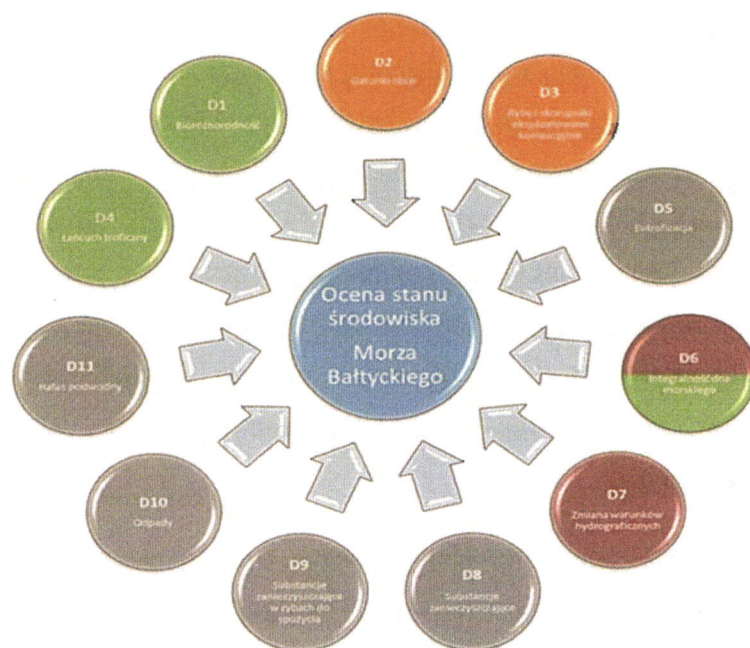 Ocena stanu
środowiska
Morza
Bałtyckiego
D1
Bioróżnorodność
D2
Gatunki obce
D3
Ryby i skorupiaki
eksploatowane
komercyjnie
D5
Eutrofizacja
D6
Integralność dna
morskiego
D7
Zmiana warunków
hydrograficznych
D8
Substancje
zanieczyszczające
D9
Substancje
zanieczyszczające
w rybach do
spożycia
D10
Odpady
D11
Hałas podwodny
D4
Łańcuch troficzny